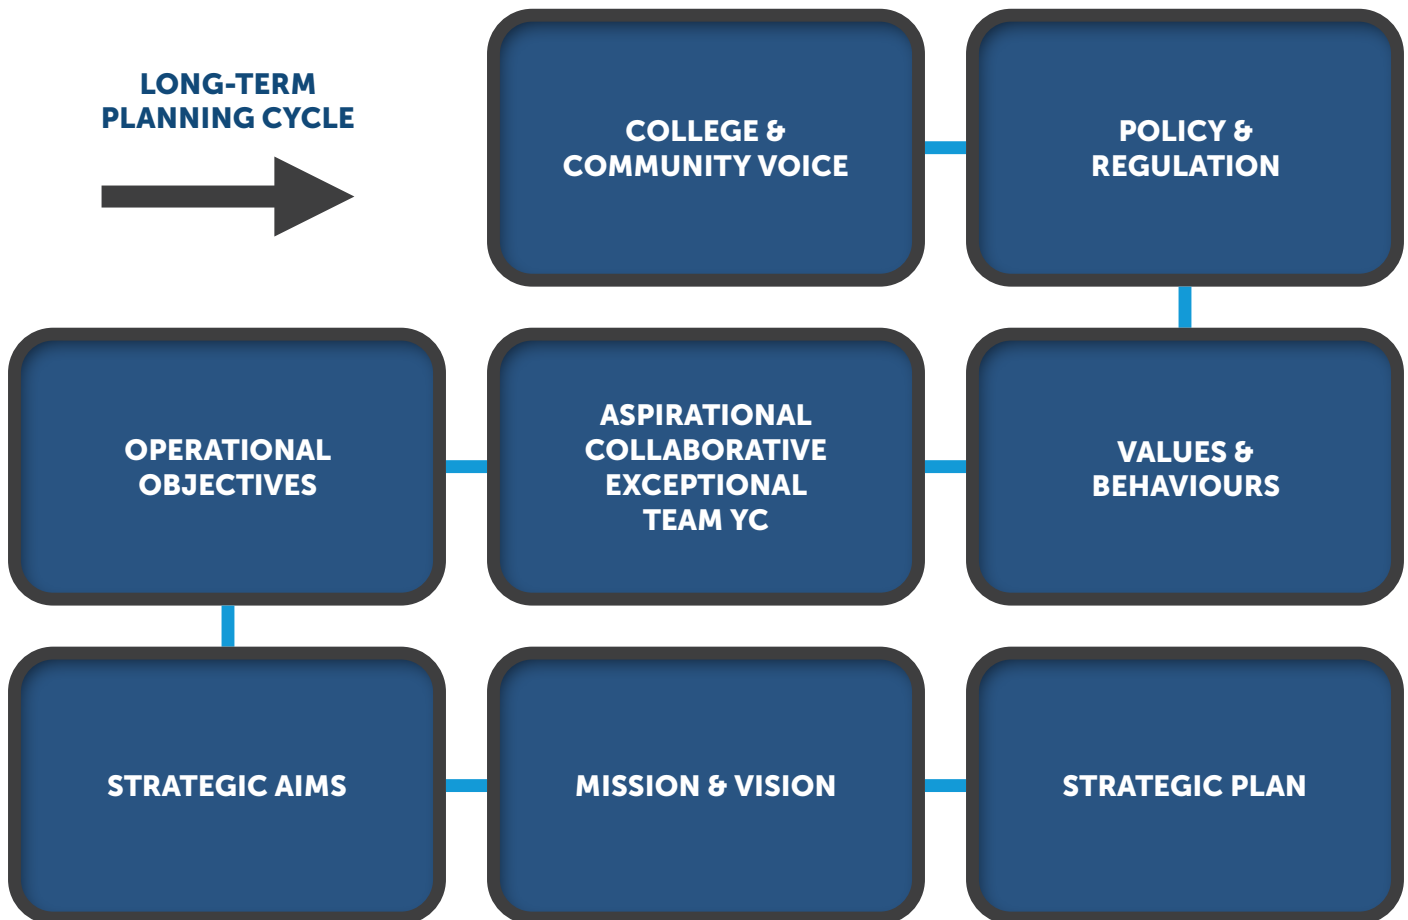 LONG-TERM
PLANNING CYCLE
COLLEGE &
COMMUNITY VOICE
POLICY &
REGULATION
OPERATIONAL
OBJECTIVES
ASPIRATIONAL
COLLABORATIVE
EXCEPTIONAL
TEAM YC
VALUES &
BEHAVIOURS
STRATEGIC AIMS
MISSION & VISION
STRATEGIC PLAN